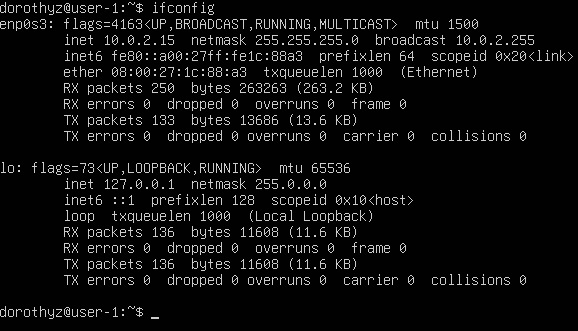 dorothyz@user-1:~$ ifconfig
enp0s3: flags=4163<UP,BROADCAST,RUNNING,MULTICAST>  mtu 1500
        inet 10.0.2.15  netmask 255.255.255.0  broadcast 10.0.2.255
        inet6 fe80::a00:27ff:fe1c:88a3  prefixlen 64  scopeid 0x20<link>
        ether 08:00:27:1c:88:a3  txqueuelen 1000  (Ethernet)
        RX packets 250  bytes 263263 (263.2 KB)
        RX errors 0  dropped 0  overruns 0  frame 0
        TX packets 133  bytes 13686 (13.6 KB)
        TX errors 0  dropped 0 overruns 0  carrier 0  collisions 0

lo: flags=73<UP,LOOPBACK,RUNNING>  mtu 65536
        inet 127.0.0.1  netmask 255.0.0.0
        inet6 ::1  prefixlen 128  scopeid 0x10<host>
        loop  txqueuelen 1000  (Local Loopback)
        RX packets 136  bytes 11608 (11.6 KB)
        RX errors 0  dropped 0  overruns 0  frame 0
        TX packets 136  bytes 11608 (11.6 KB)
        TX errors 0  dropped 0 overruns 0  carrier 0  collisions 0

dorothyz@user-1:~$ _